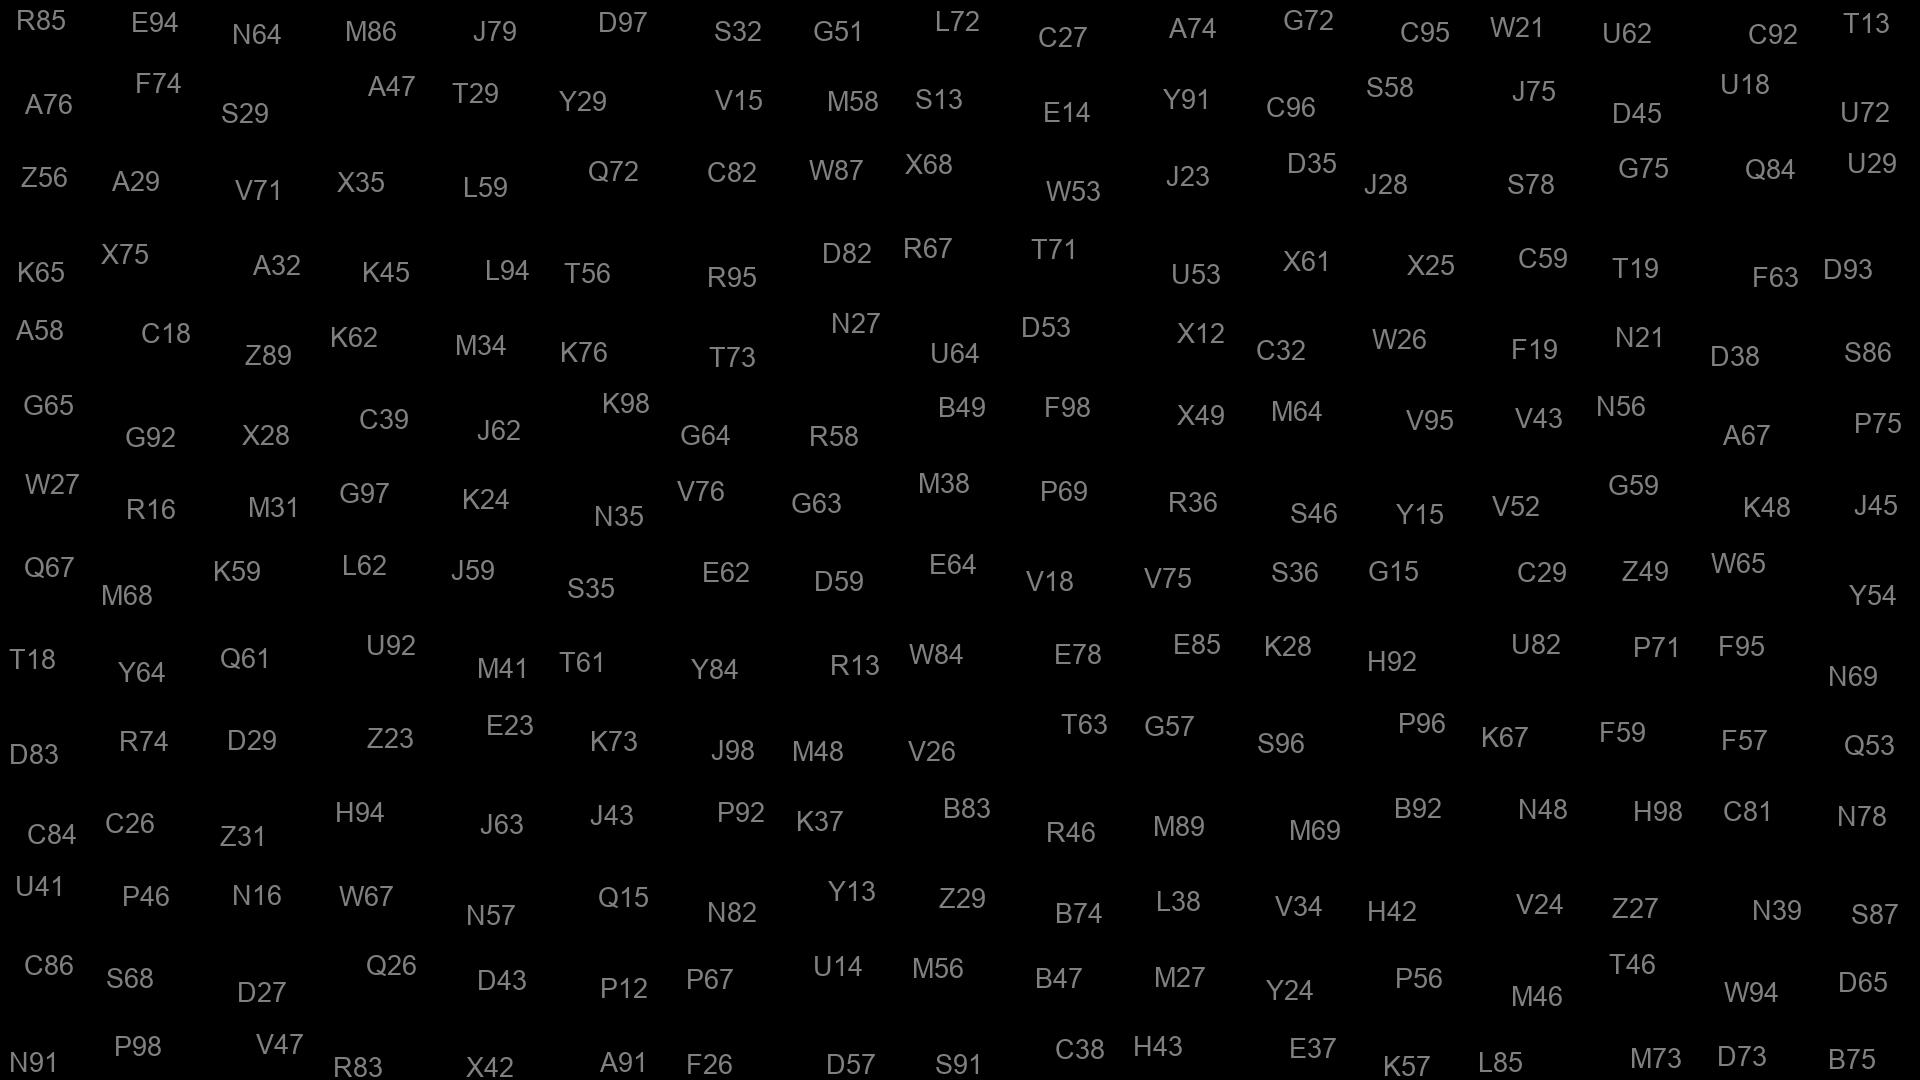 R85 E94 N64 M86 J79 D97 S32 G51 L72 C27 A74 G72 C95 W21 U62 C92 T13
A76 F74 S29 A47 T29 Y29 V15 M58 S13 E14 Y91 C96 S58 J75 D45 U18 U72
Z56 A29 V71 X35 L59 Q72 C82 W87 X68 W53 J23 D35 J28 S78 G75 Q84 U29
K65 X75 A32 K45 L94 T56 R95 D82 R67 T71 U53 X61 X25 C59 T19 F63 D93
A58 C18 Z89 K62 M34 K76 T73 N27 U64 D53 X12 C32 W26 F19 N21 D38 S86
G65 G92 X28 C39 J62 K98 G64 R58 B49 F98 X49 M64 V95 V43 N56 A67 P75
W27 R16 M31 G97 K24 N35 V76 G63 M38 P69 R36 S46 Y15 V52 G59 K48 J45
Q67 M68 K59 L62 J59 S35 E62 D59 E64 V18 V75 S36 G15 C29 Z49 W65 Y54
T18 Y64 Q61 U92 M41 T61 Y84 R13 W84 E78 E85 K28 H92 U82 P71 F95 N69
D83 R74 D29 Z23 E23 K73 J98 M48 V26 T63 G57 S96 P96 K67 F59 F57 Q53
C84 C26 Z31 H94 J63 J43 P92 K37 B83 R46 M89 M69 B92 N48 H98 C81 N78
U41 P46 N16 W67 N57 Q15 N82 Y13 Z29 B74 L38 V34 H42 V24 Z27 N39 S87
C86 S68 D27 Q26 D43 P12 P67 U14 M56 B47 M27 Y24 P56 M46 T46 W94 D65
N91 P98 V47 R83 X42 A91 F26 D57 S91 C38 H43 E37 K57 L85 M73 D73 B75